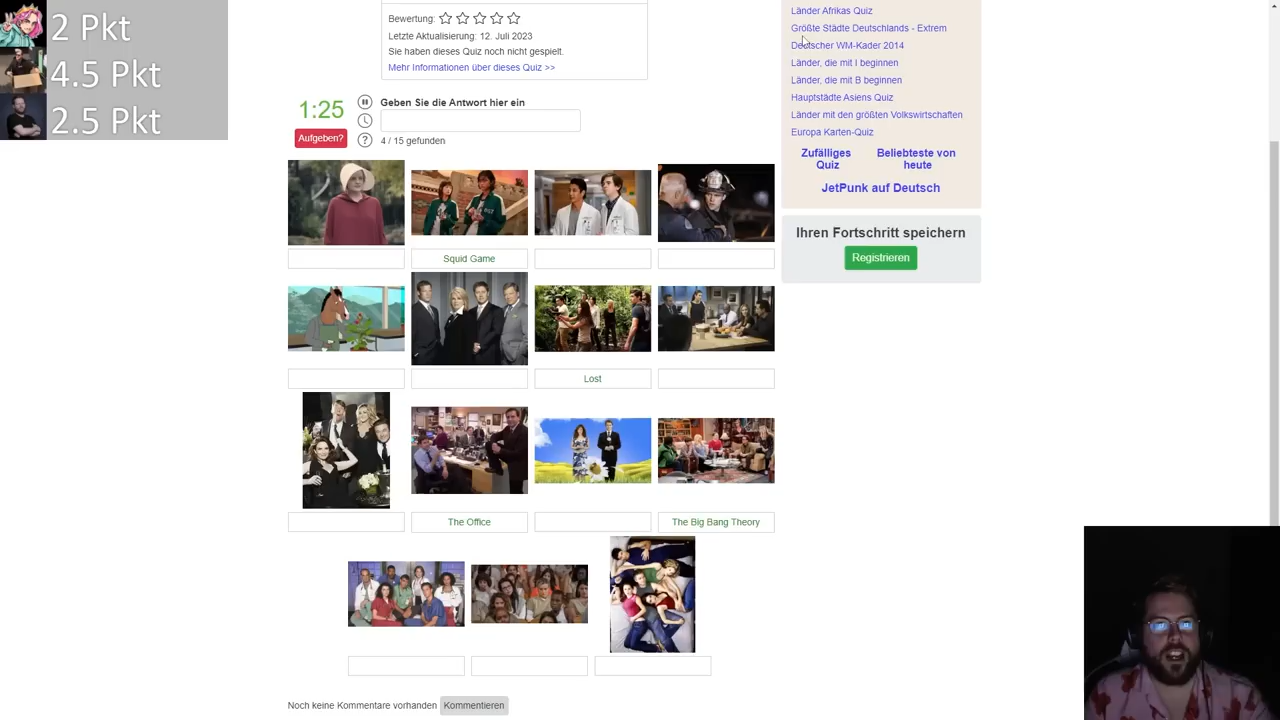 2 Pkt
4.5 Pkt
2.5 Pkt
Bewertung:
Letzte Aktualisierung: 12. Juli 2023
Sie haben dieses Quiz noch nicht gespielt.
Mehr Informationen über dieses Quiz >>
1:25
Aufgeben?
Geben Sie die Antwort hier ein
4 / 15 gefunden
Squid Game
Lost
The Office
The Big Bang Theory
Noch keine Kommentare vorhanden
Kommentieren
Länder Afrikas Quiz
Größte Städte Deutschlands - Extrem
Deutscher WM-Kader 2014
Länder, die mit I beginnen
Länder, die mit B beginnen
Hauptstädte Asiens Quiz
Länder mit den größten Volkswirtschaften
Europa Karten-Quiz
Zufälliges
Quiz
Beliebteste von
heute
JetPunk auf Deutsch
Ihren Fortschritt speichern
Registrieren